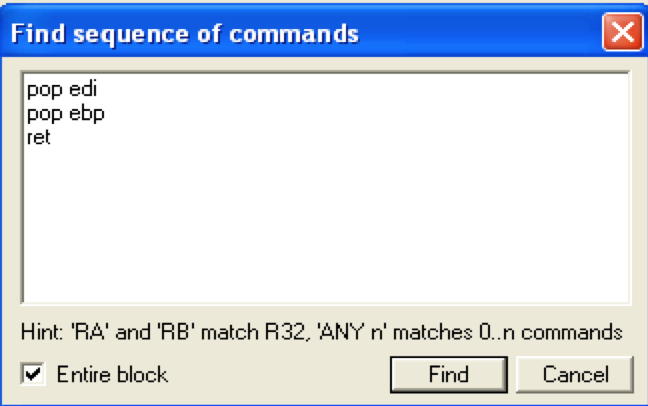 Find sequence of commands
pop edi
pop ebp
ret
Hint: 'RA' and 'RB' match R32, 'ANY n' matches 0..n commands
Entire block
Find
Cancel